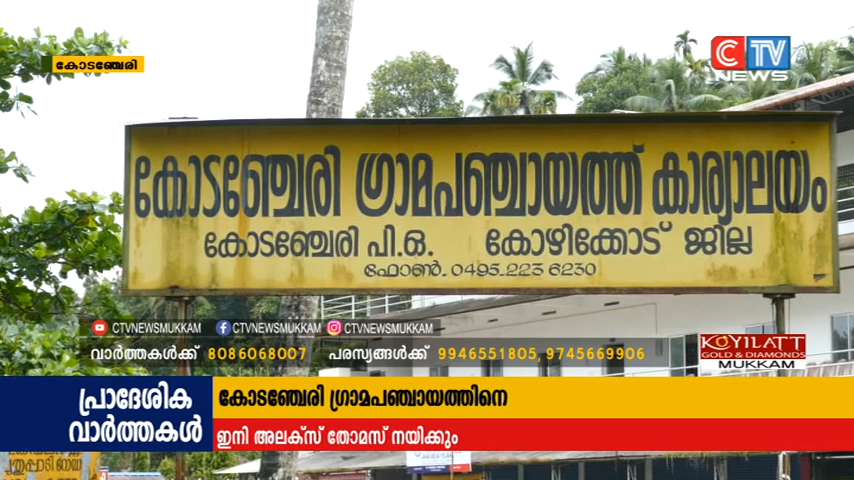 കോടഞ്ചേരി
CTV
NEWS
കോടഞ്ചേരി ഗ്രാമപഞ്ചായത്ത് കാര്യാലയം
കോടഞ്ചേരി പി.ഒ. കോഴിക്കോട് ജില്ല
ഫോൺ. 0495-223 6230
CTVNEWSMUKKAM CTVNEWSMUKKAM CTVNEWSMUKKAM
വാർത്തകൾക്ക് 8086068007 പരസ്യങ്ങൾക്ക് 9946551805, 9745669906
KOYILATT
GOLD & DIAMONDS
MUKKAM
പ്രാദേശിക
വാർത്തകൾ
കോടഞ്ചേരി ഗ്രാമപഞ്ചായത്തിനെ
ഇനി അലക്സ് തോമസ് നയിക്കും